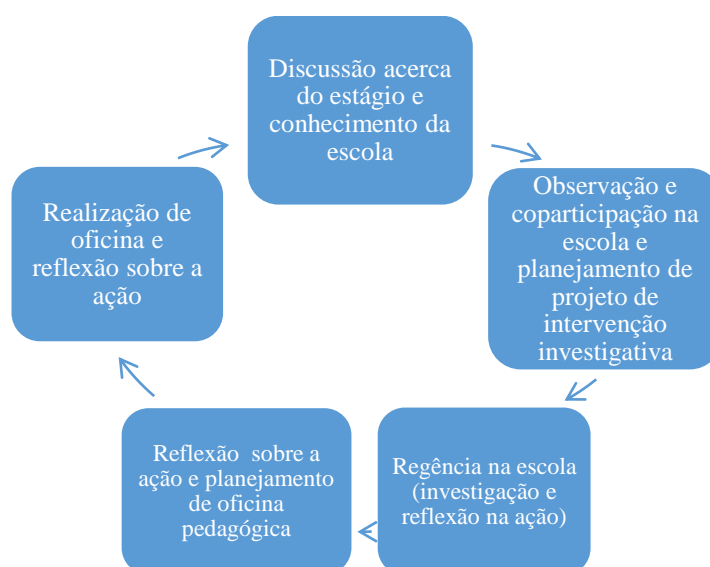 Discussão acerca
do estágio e
conhecimento da
escola
Observação e
coparticipação na
escola e
planejamento de
projeto de
intervenção
investigativa
Regência na escola
(investigação e
reflexão na ação)
Reflexão sobre a
ação e planejamento
de oficina
pedagógica
Realização de
oficina e
reflexão sobre a
ação